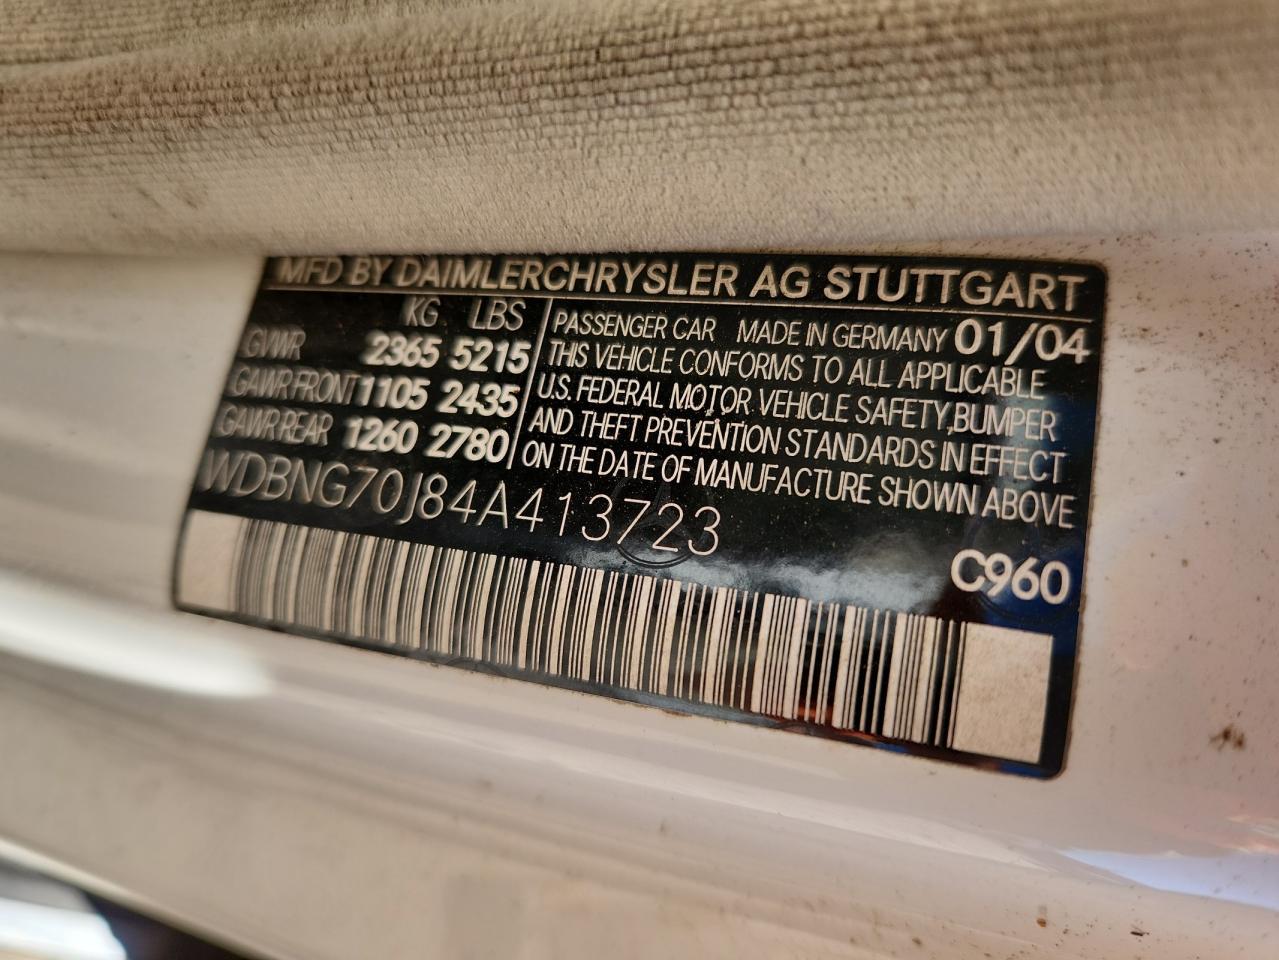 MFD BY DAIMLERCHRYSLER AG STUTTGART
KG LBS
GVWR 2365 5215
GAWR FRONT 1105 2435
GAWR REAR 1260 2780
PASSENGER CAR MADE IN GERMANY 01/04
THIS VEHICLE CONFORMS TO ALL APPLICABLE
U.S. FEDERAL MOTOR VEHICLE SAFETY,BUMPER
AND THEFT PREVENTION STANDARDS IN EFFECT
ON THE DATE OF MANUFACTURE SHOWN ABOVE
WDBNG70J84A413723
C960